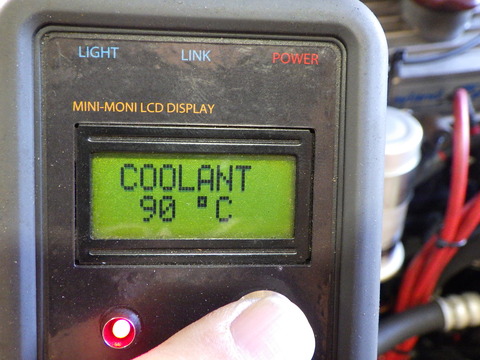 LIGHT LINK POWER
MINI-MONI LCD DISPLAY
COOLANT
90 °C